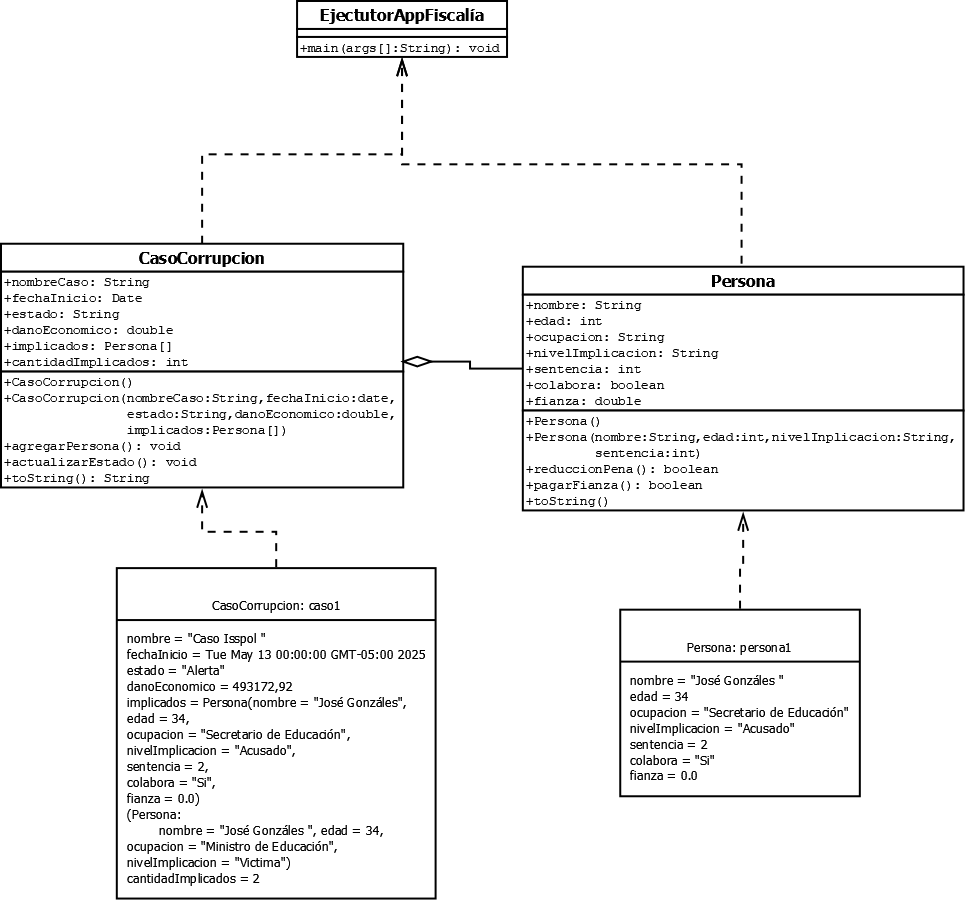 EjectutorAppFiscalía
+main(args[]:String): void
CasoCorrupcion
+nombreCaso: String
+fechaInicio: Date
+estado: String
+danoEconomico: double
+implicados: Persona[]
+cantidadImplicados: int
+CasoCorrupcion()
+CasoCorrupcion(nombreCaso:String,fechaInicio:date,
estado:String,danoEconomico:double,
implicados:Persona[])
+agregarPersona(): void
+actualizarEstado(): void
+toString(): String
Persona
+nombre: String
+edad: int
+ocupacion: String
+nivelImplicacion: String
+sentencia: int
+colabora: boolean
+fianza: double
+Persona()
+Persona(nombre:String,edad:int,nivelInplicacion:String,
sentencia:int)
+reduccionPena(): boolean
+pagarFianza(): boolean
+toString()
CasoCorrupcion: caso1
nombre = "Caso Isspol "
fechaInicio = Tue May 13 00:00:00 GMT-05:00 2025
estado = "Alerta"
danoEconomico = 493172,92
implicados = Persona(nombre = "José Gonzáles",
edad = 34,
ocupacion = "Secretario de Educación",
nivelImplicacion = "Acusado",
sentencia = 2,
colabora = "Si",
fianza = 0.0)
(Persona:
nombre = "José Gonzáles ", edad = 34,
ocupacion = "Ministro de Educación",
nivelImplicacion = "Victima")
cantidadImplicados = 2
Persona: persona1
nombre = "José Gonzáles "
edad = 34
ocupacion = "Secretario de Educación"
nivelImplicacion = "Acusado"
sentencia = 2
colabora = "Si"
fianza = 0.0